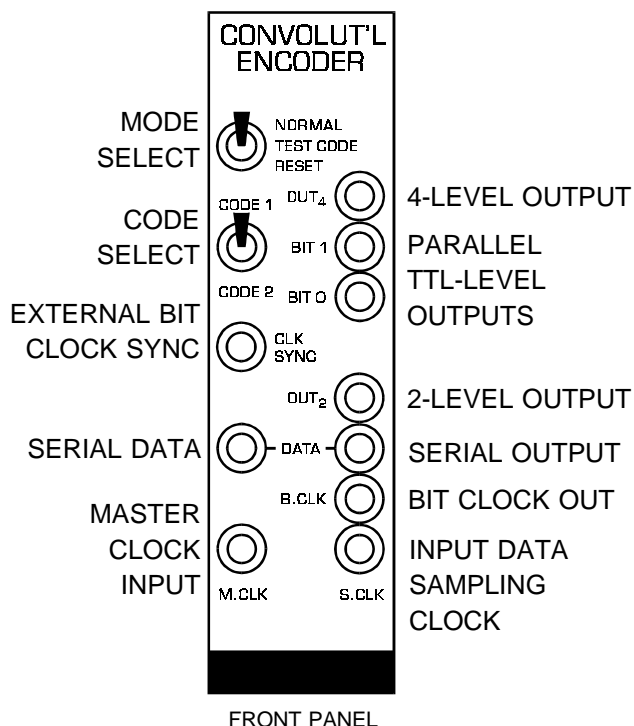 CONVOLUT'L
ENCODER
MODE
SELECT
NORMAL
TEST CODE
RESET
CODE 1
OUT4
4-LEVEL OUTPUT
CODE
SELECT
BIT 1
PARALLEL
TTL-LEVEL
OUTPUTS
CODE 2
BIT 0
EXTERNAL BIT
CLOCK SYNC
CLK
SYNC
OUT2
2-LEVEL OUTPUT
SERIAL DATA
DATA
SERIAL OUTPUT
B.CLK
BIT CLOCK OUT
MASTER
CLOCK
INPUT
M.CLK
S.CLK
INPUT DATA
SAMPLING
CLOCK
FRONT PANEL